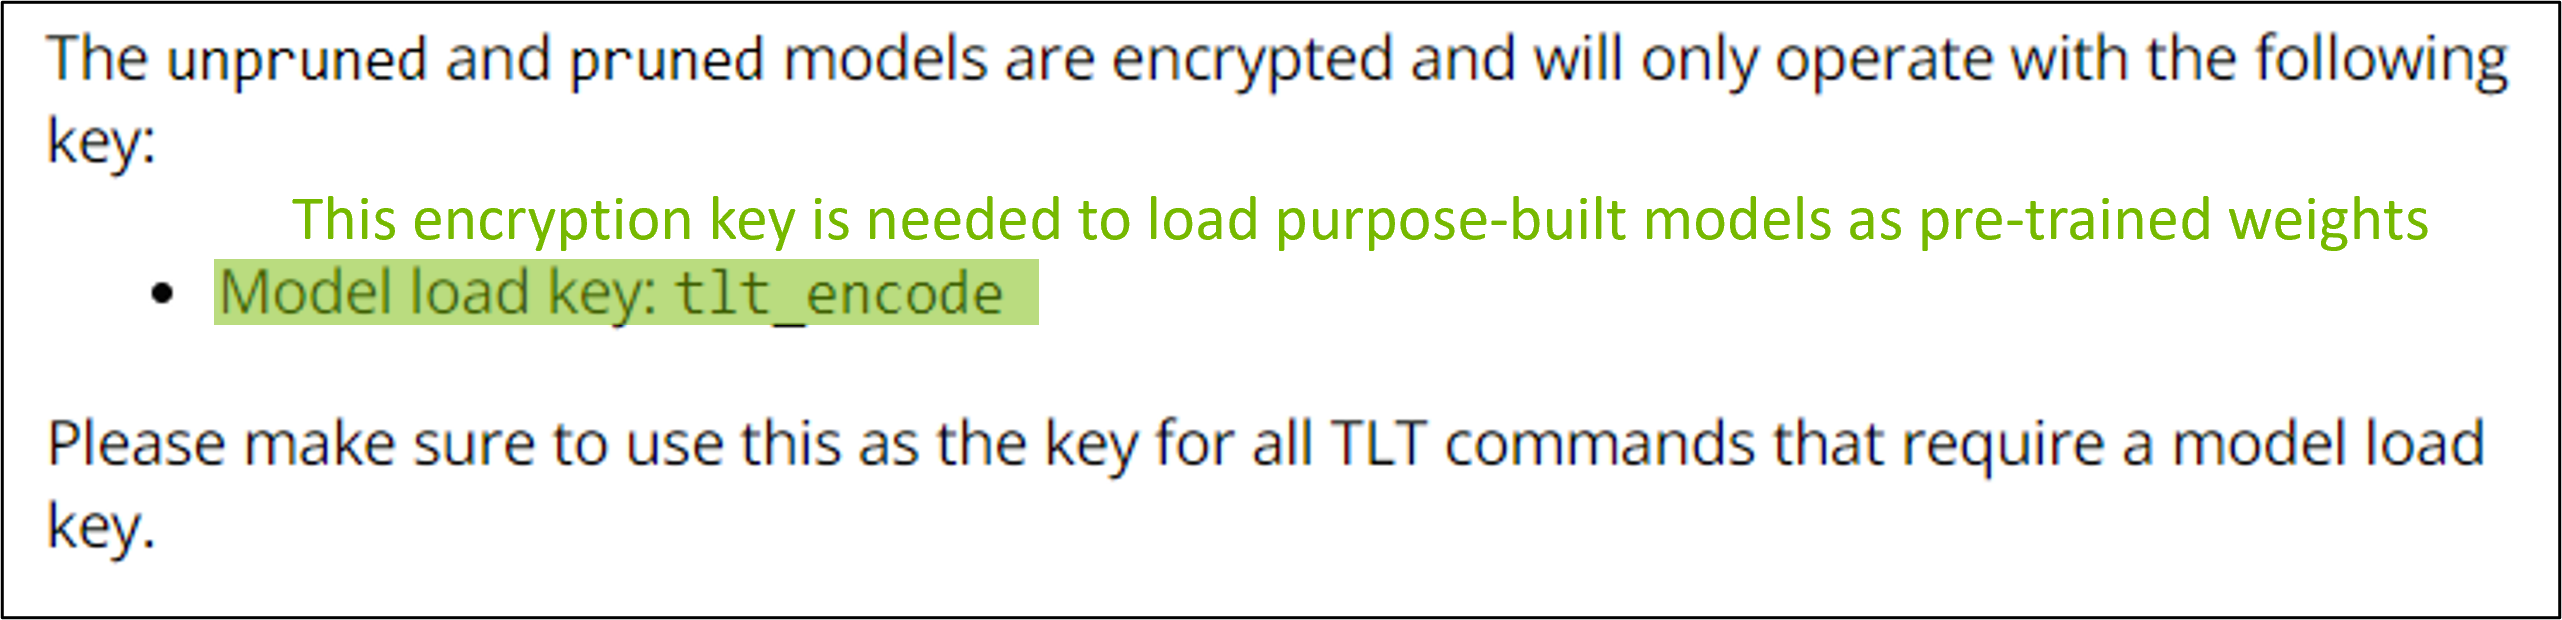 The unpruned and pruned models are encrypted and will only operate with the following
key:
This encryption key is needed to load purpose-built models as pre-trained weights
• Model load key: tlt_encode
Please make sure to use this as the key for all TLT commands that require a model load
key.